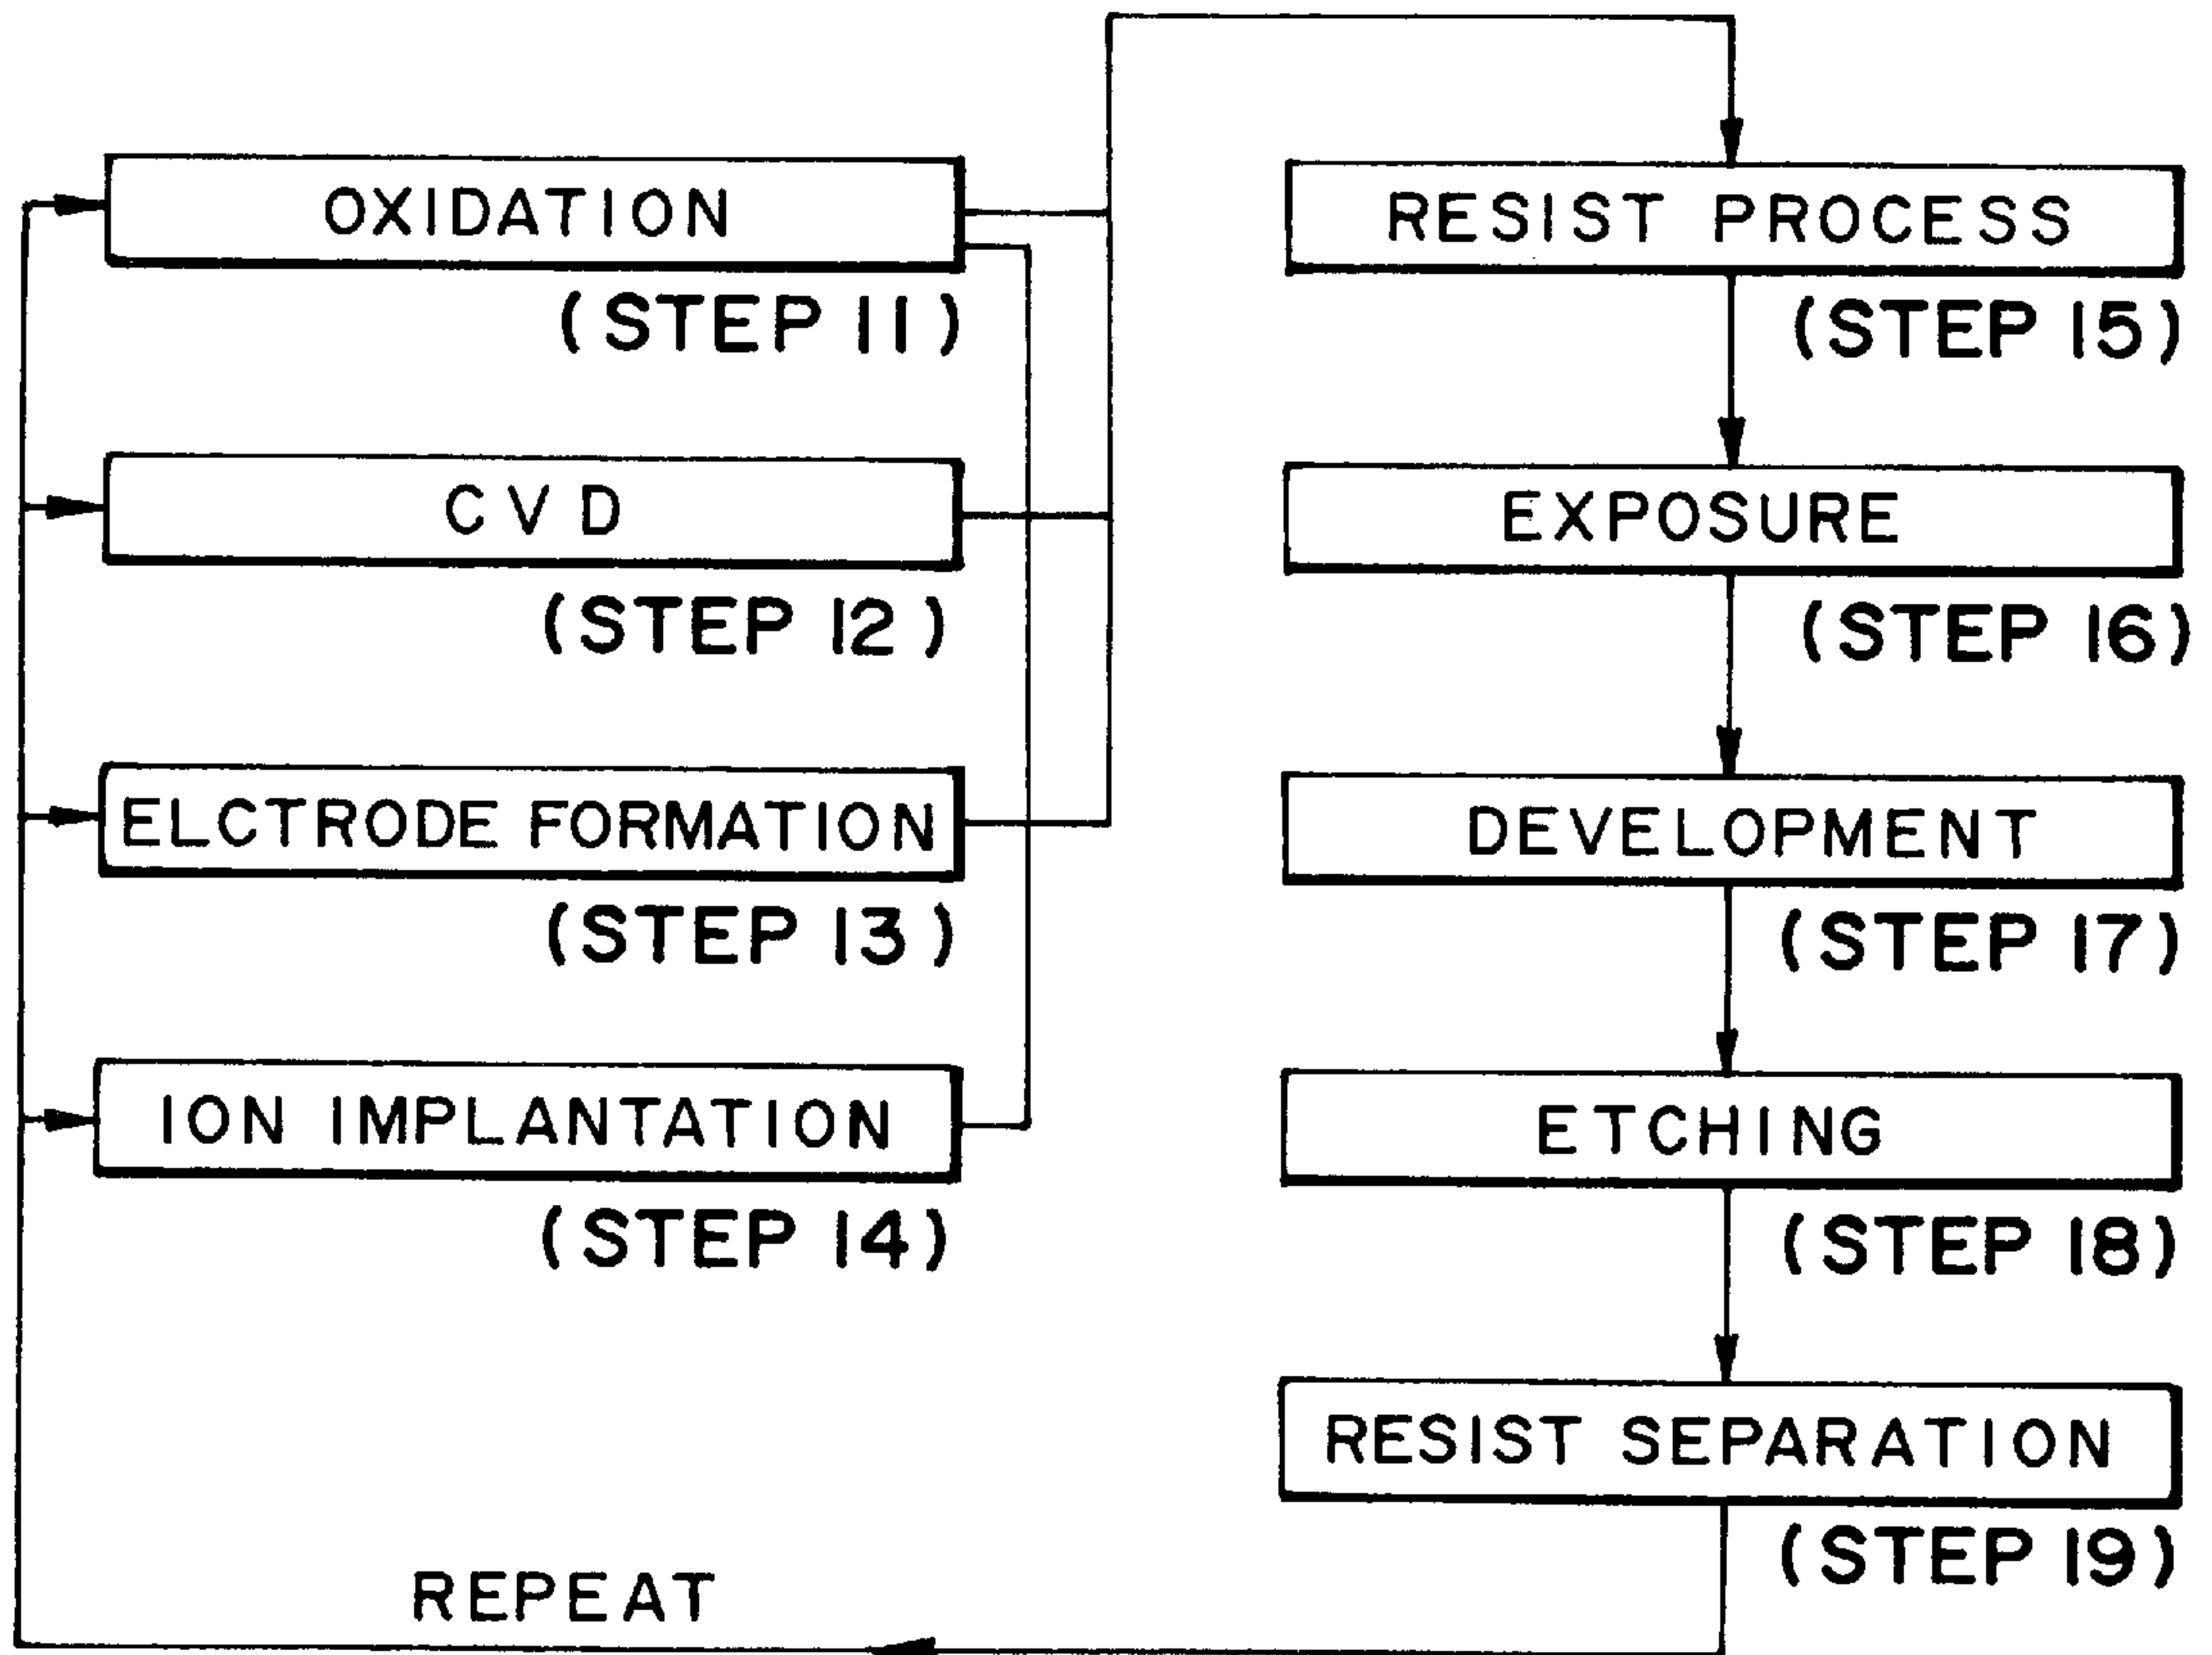 OXIDATION
(STEP 11)
CVD
(STEP 12)
ELCTRODE FORMATION
(STEP 13)
ION IMPLANTATION
(STEP 14)
RESIST PROCESS
(STEP 15)
EXPOSURE
(STEP 16)
DEVELOPMENT
(STEP 17)
ETCHING
(STEP 18)
RESIST SEPARATION
(STEP 19)
REPEAT